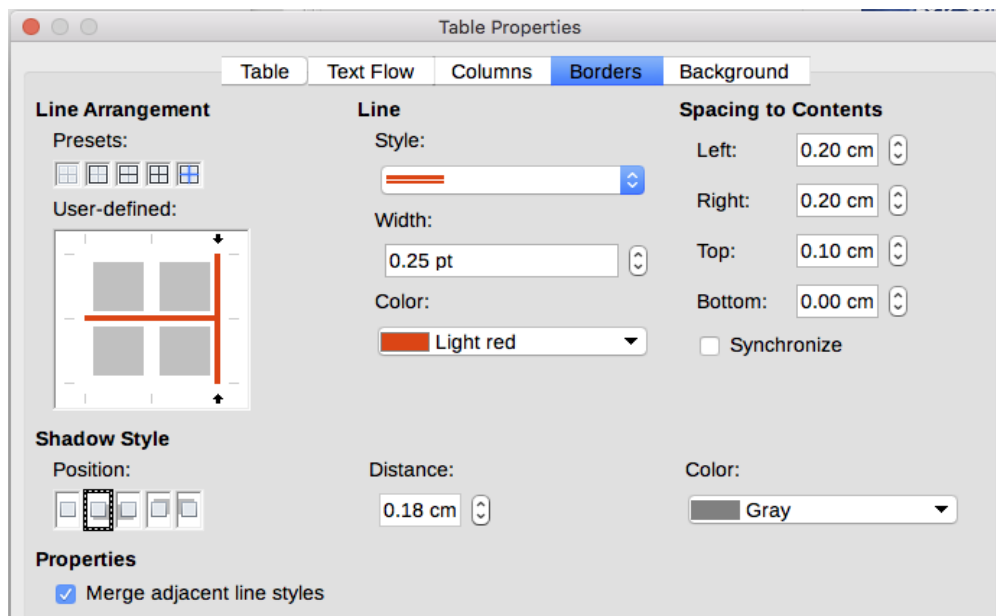 Table Properties
Table Text Flow Columns Borders Background
Line Arrangement
Presets:
User-defined:
Line
Style:
Width:
0.25 pt
Color:
Light red
Spacing to Contents
Left: 0.20 cm
Right: 0.20 cm
Top: 0.10 cm
Bottom: 0.00 cm
Synchronize
Shadow Style
Position:
Distance:
0.18 cm
Color:
Gray
Properties
Merge adjacent line styles